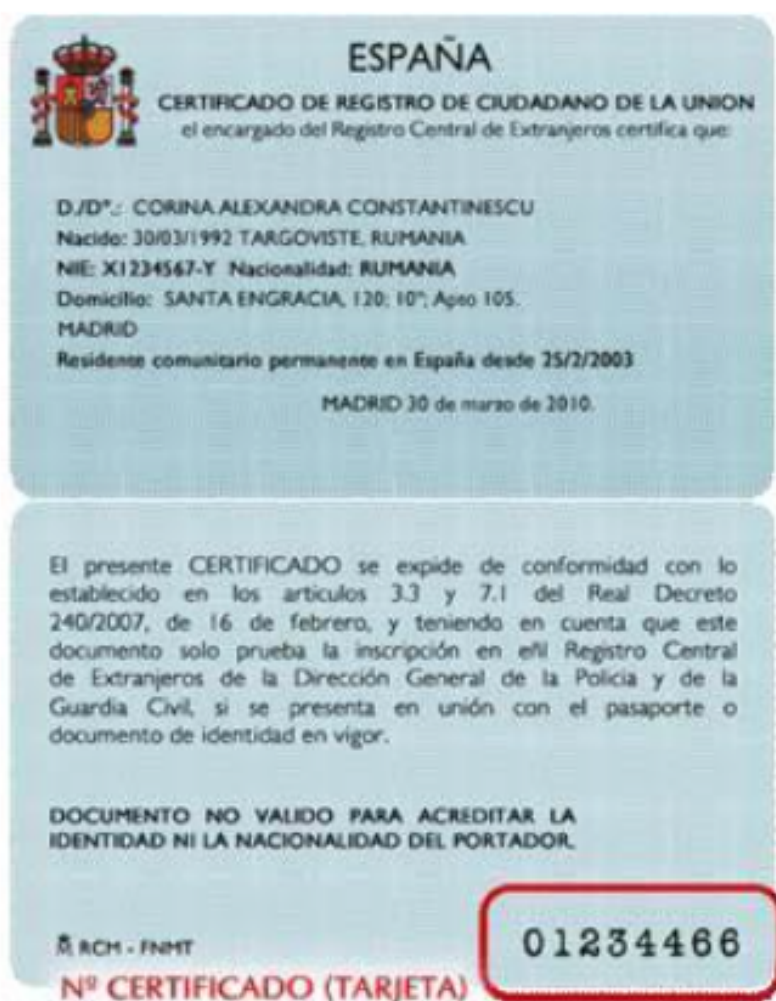 ESPAÑA
CERTIFICADO DE REGISTRO DE CIUDADANO DE LA UNION
el encargado del Registro Central de Extranjeros certifica que:
D./Dª.: CORINA ALEXANDRA CONSTANTINESCU
Nacido: 30/03/1992 TARGOVISTE, RUMANIA
NIE: X1234567-Y Nacionalidad: RUMANIA
Domicilio: SANTA ENGRACIA, 120; 10º; Apto 105.
MADRID
Residente comunitario permanente en España desde 25/2/2003
MADRID 30 de marzo de 2010.
El presente CERTIFICADO se expide de conformidad con lo
establecido en los articulos 3.3 y 7.1 del Real Decreto
240/2007, de 16 de febrero, y teniendo en cuenta que este
documento solo prueba la inscripción en eñl Registro Central
de Extranjeros de la Dirección General de la Policia y de la
Guardia Civil, si se presenta en unión con el pasaporte o
documento de identidad en vigor.
DOCUMENTO NO VALIDO PARA ACREDITAR LA
IDENTIDAD NI LA NACIONALIDAD DEL PORTADOR.
RCM - FNMT
01234466
Nº CERTIFICADO (TARJETA)